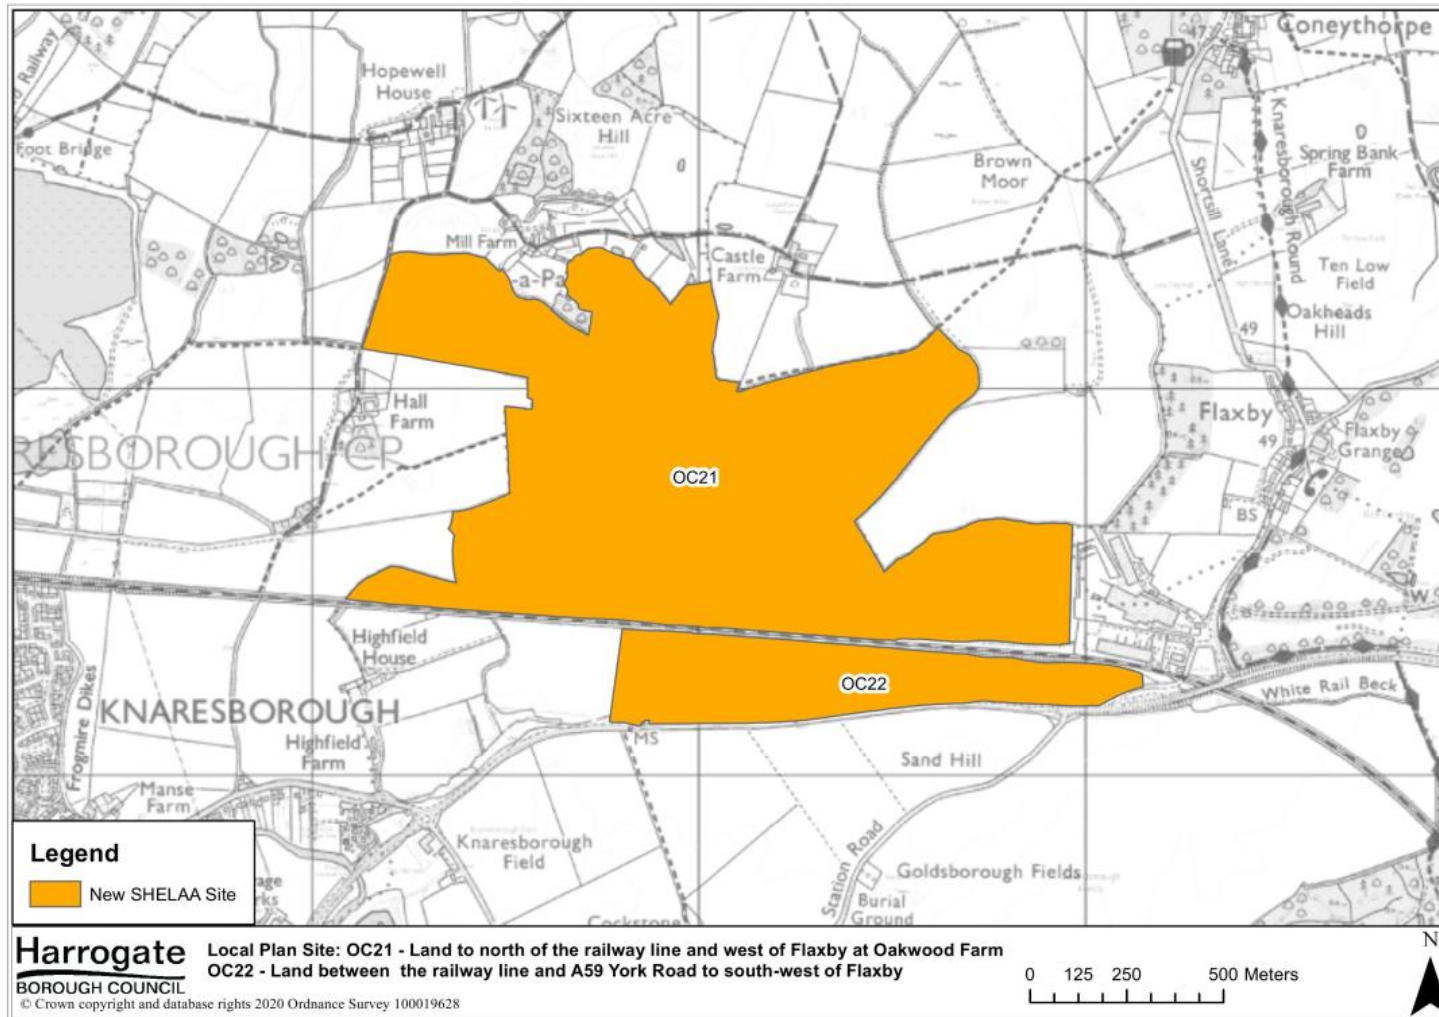 Coneythorpe
47
Railway
Hopewell
House
Sixteen Acre
Hill
Foot Bridge
Brown
Moor
Knaresborough Round
Shortsill Lane
Spring Bank
Farm
Mill Farm
-a-Pa
Castle
Farm
Ten Low
Field
Oakheads
Hill
49
Hall
Farm
Flaxby
49
Flaxby
Grange
RESBOROUGH CP
OC21
BS
W
Highfield
House
OC22
White Rail Beck
KNARESBOROUGH
Frogmire Dikes
Highfield
Farm
MS
Sand Hill
Manse
Farm
Knaresborough
Field
Station Road
Goldsborough Fields
Burial
Ground
Cockstone
Legend
New SHELAA Site
Harrogate
BOROUGH COUNCIL
Local Plan Site: OC21 - Land to north of the railway line and west of Flaxby at Oakwood Farm
OC22 - Land between the railway line and A59 York Road to south-west of Flaxby
© Crown copyright and database rights 2020 Ordnance Survey 100019628
0 125 250 500 Meters
N